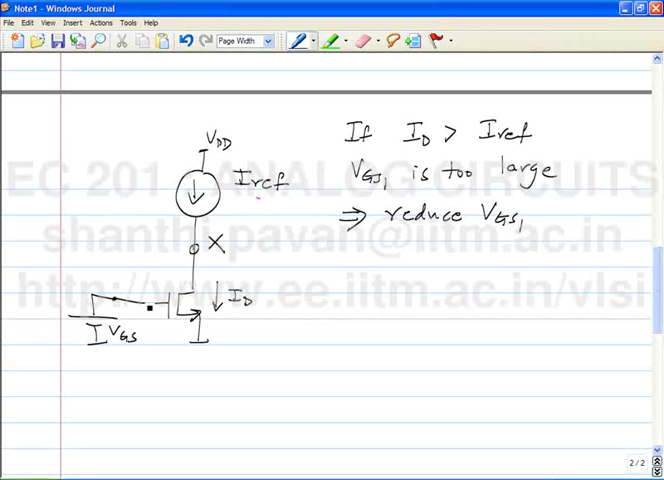 Note1 - Windows Journal
File Edit View Insert Actions Tools Help
Page Width
VDD
Iref
X
ID
VGS
If ID > Iref
VGS1 is too large
⇒ reduce VGS1
EC 201 ANALOG CIRCUITS
shanthi.pavan@iitm.ac.in
http://www.ee.iitm.ac.in/vlsi
2 / 2